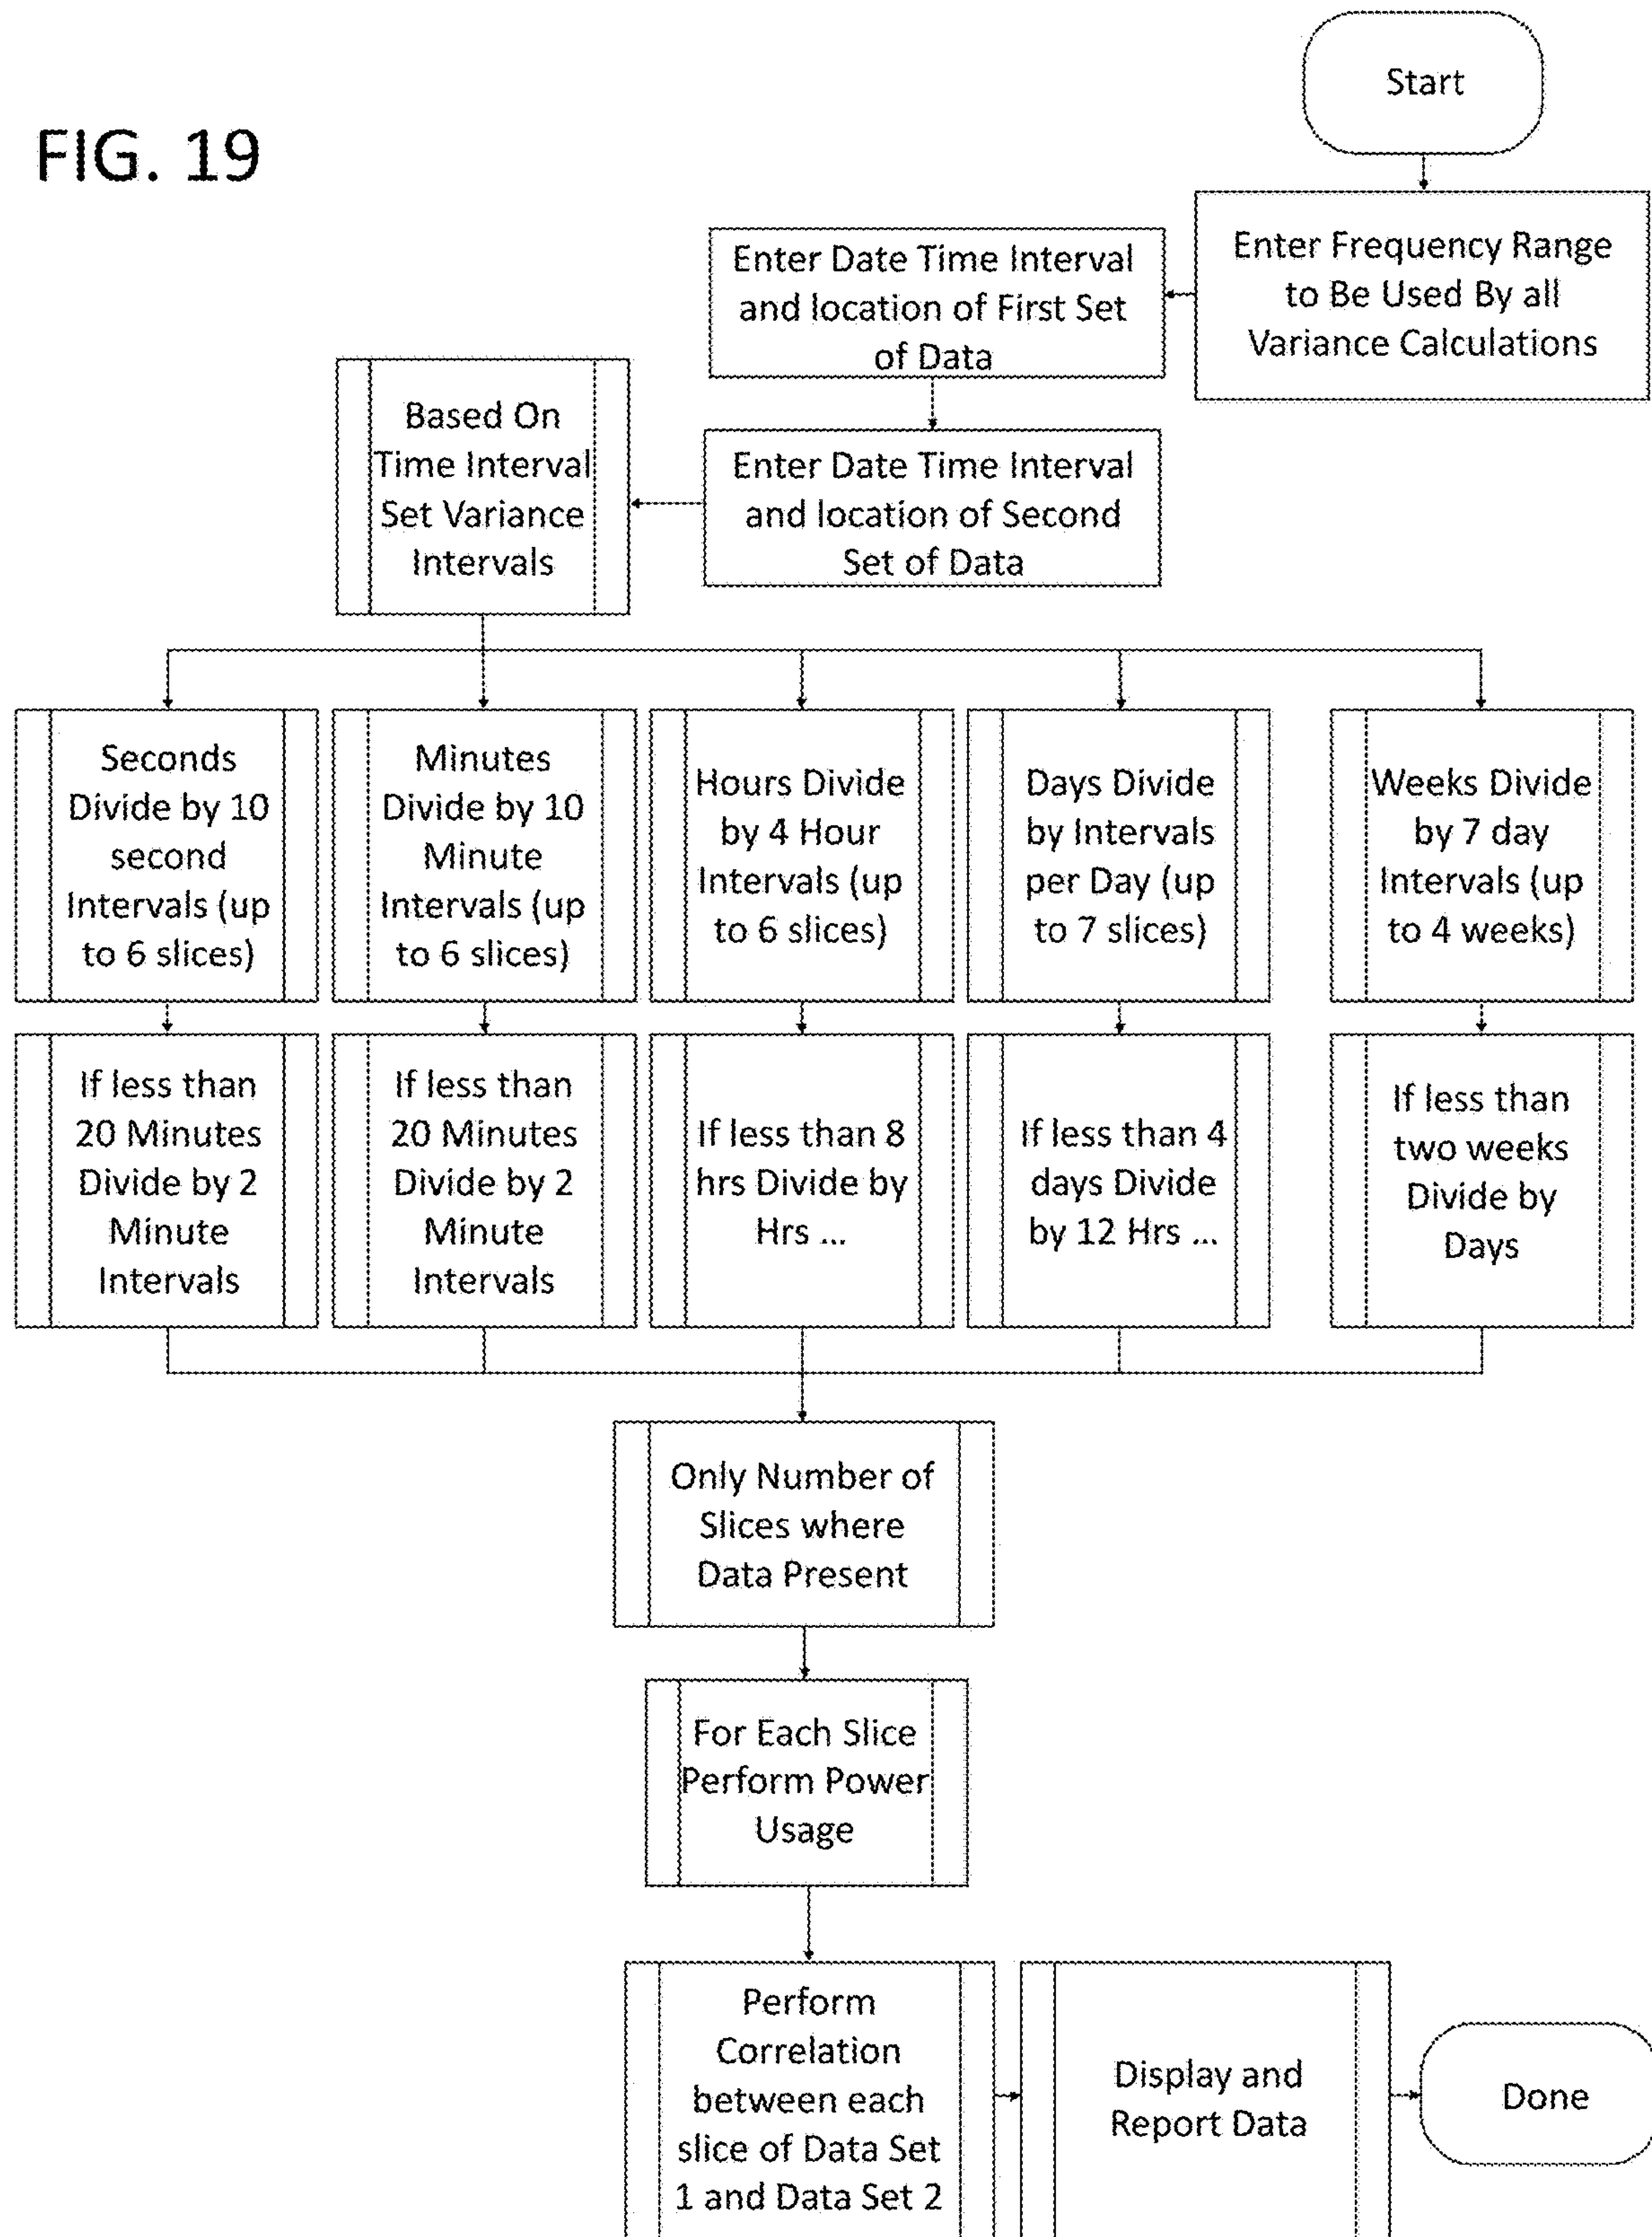 FIG. 19
Start
Enter Frequency Range
to Be Used By all
Variance Calculations
Enter Date Time Interval
and location of First Set
of Data
Enter Date Time Interval
and location of Second
Set of Data
Based On
Time Interval
Set Variance
Intervals
Seconds
Divide by 10
second
Intervals (up
to 6 slices)
Minutes
Divide by 10
Minute
Intervals (up
to 6 slices)
Hours Divide
by 4 Hour
Intervals (up
to 6 slices)
Days Divide
by Intervals
per Day (up
to 7 slices)
Weeks Divide
by 7 day
Intervals (up
to 4 weeks)
If less than
20 Minutes
Divide by 2
Minute
Intervals
If less than
20 Minutes
Divide by 2
Minute
Intervals
If less than 8
hrs Divide by
Hrs ...
If less than 4
days Divide
by 12 Hrs ...
If less than
two weeks
Divide by
Days
Only Number of
Slices where
Data Present
For Each Slice
Perform Power
Usage
Perform
Correlation
between each
slice of Data Set
1 and Data Set 2
Display and
Report Data
Done